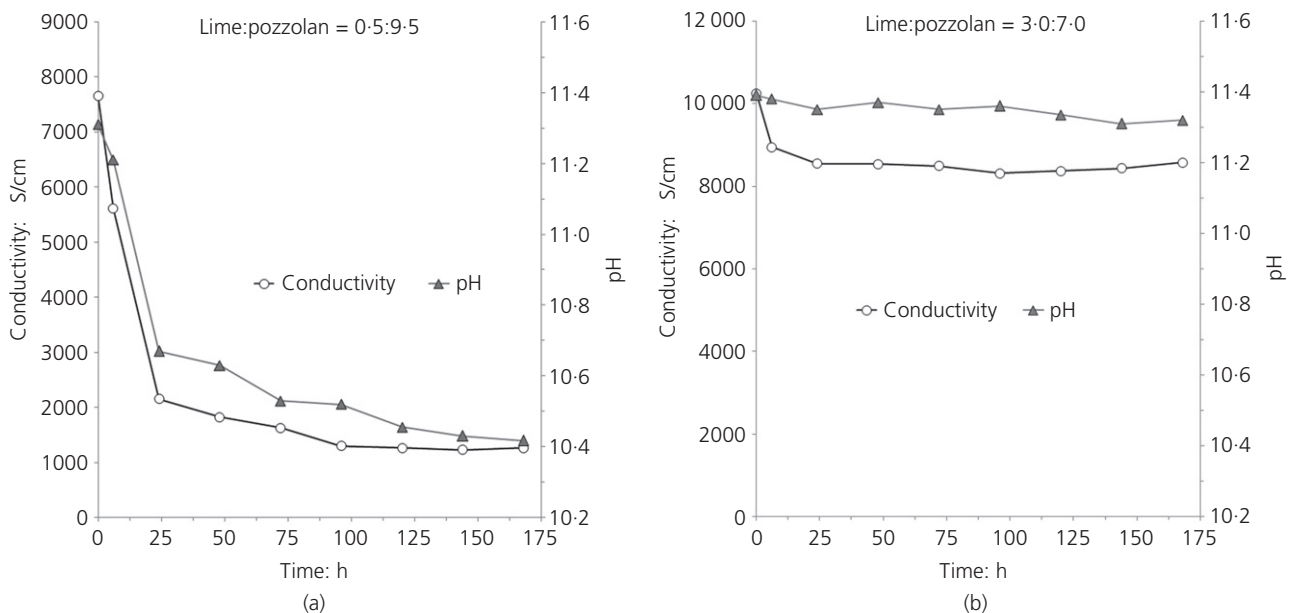 Lime:pozzolan = 0·5:9·5
Conductivity: S/cm
9000
8000
7000
6000
5000
4000
3000
2000
1000
0
11·6
11·4
11·2
11·0
10·8
10·6
10·4
10·2
pH
Conductivity pH
0 25 50 75 100 125 150 175
Time: h
(a)
Lime:pozzolan = 3·0:7·0
Conductivity: S/cm
12 000
10 000
8000
6000
4000
2000
0
11·6
11·4
11·2
11·0
10·8
10·6
10·4
10·2
pH
Conductivity pH
0 25 50 75 100 125 150 175
Time: h
(b)